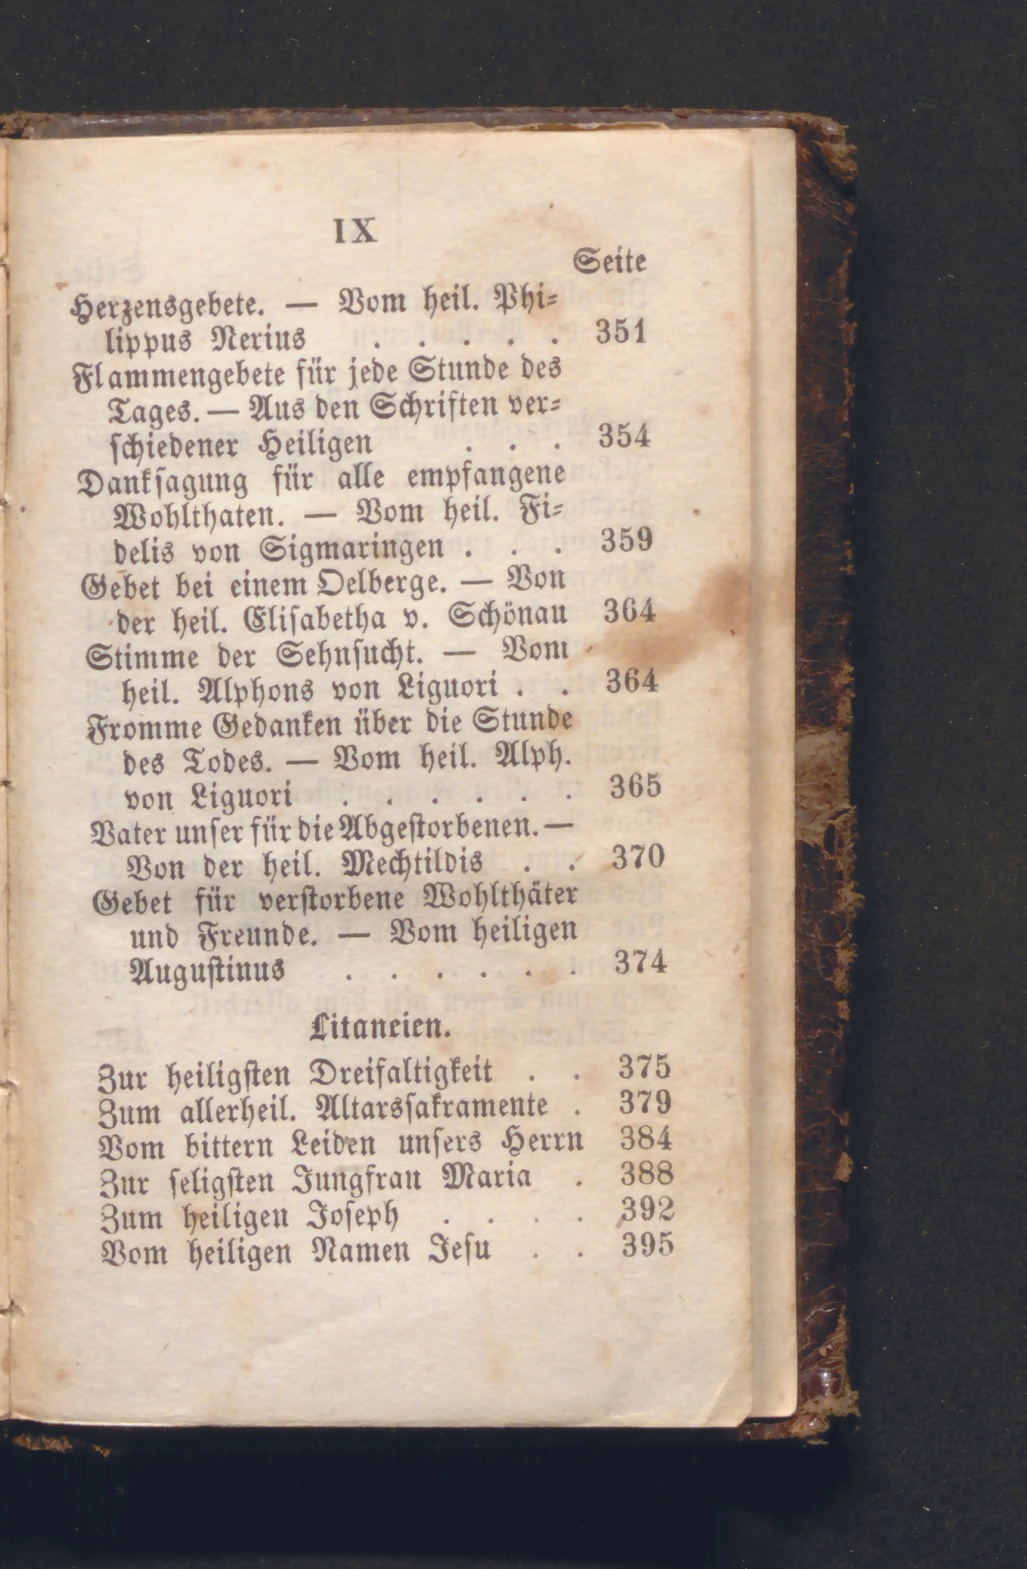 IX
Seite
Herzensgebete. — Vom heil. Phi-
lippus Nerius . . . . . 351
Flammengebete für jede Stunde des
Tages. — Aus den Schriften ver-
schiedener Heiligen . . . 354
Danksagung für alle empfangene
Wohlthaten. — Vom heil. Fi-
delis von Sigmaringen . . . 359
Gebet bei einem Oelberge. — Von
der heil. Elisabetha v. Schönau 364
Stimme der Sehnsucht. — Vom
heil. Alphons von Liguori . . 364
Fromme Gedanken über die Stunde
des Todes. — Vom heil. Alph.
von Liguori . . . . . . 365
Vater unser für die Abgestorbenen. —
Von der heil. Mechtildis . . 370
Gebet für verstorbene Wohlthäter
und Freunde. — Vom heiligen
Augustinus . . . . . . 374
Litaneien.
Zur heiligsten Dreifaltigkeit . . 375
Zum allerheil. Altarssakramente . 379
Vom bittern Leiden unsers Herrn 384
Zur seligsten Jungfrau Maria . 388
Zum heiligen Joseph . . . . 392
Vom heiligen Namen Jesu . . 395